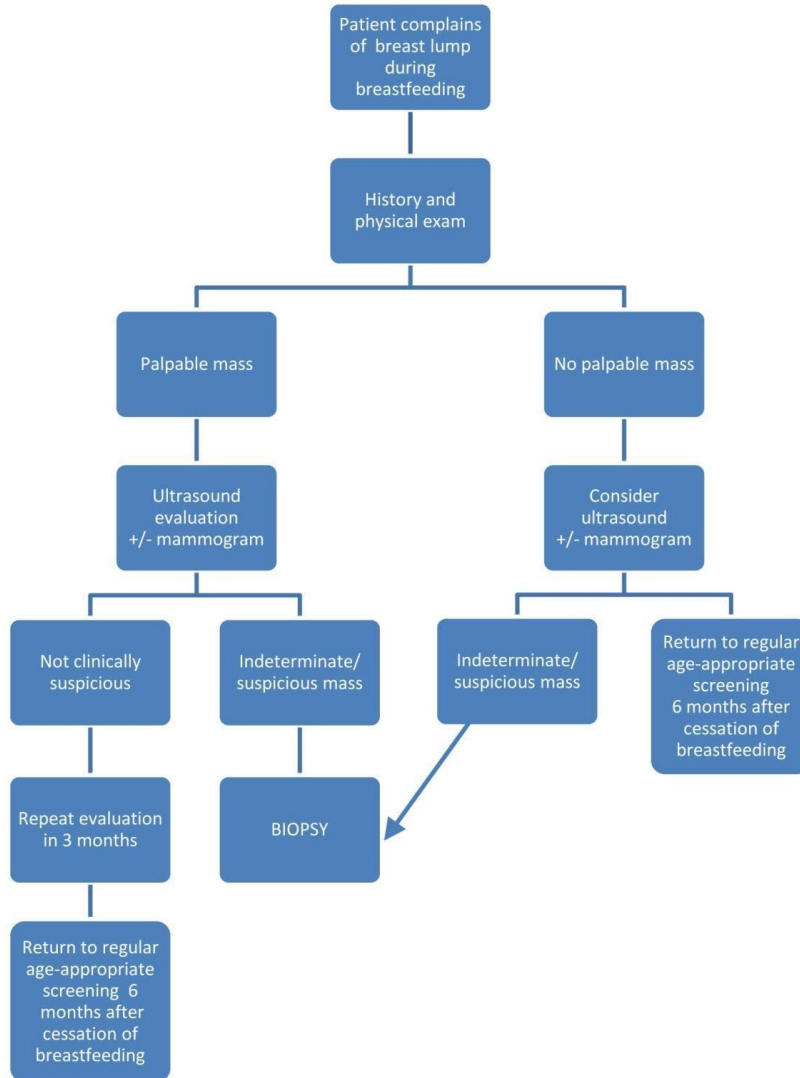 Patient complains
of breast lump
during
breastfeeding
History and
physical exam
Palpable mass
No palpable mass
Ultrasound
evaluation
+/- mammogram
Consider
ultrasound
+/- mammogram
Not clinically
suspicious
Indeterminate/
suspicious mass
Indeterminate/
suspicious mass
Return to regular
age-appropriate
screening
6 months after
cessation of
breastfeeding
Repeat evaluation
in 3 months
BIOPSY
Return to regular
age-appropriate
screening 6
months after
cessation of
breastfeeding